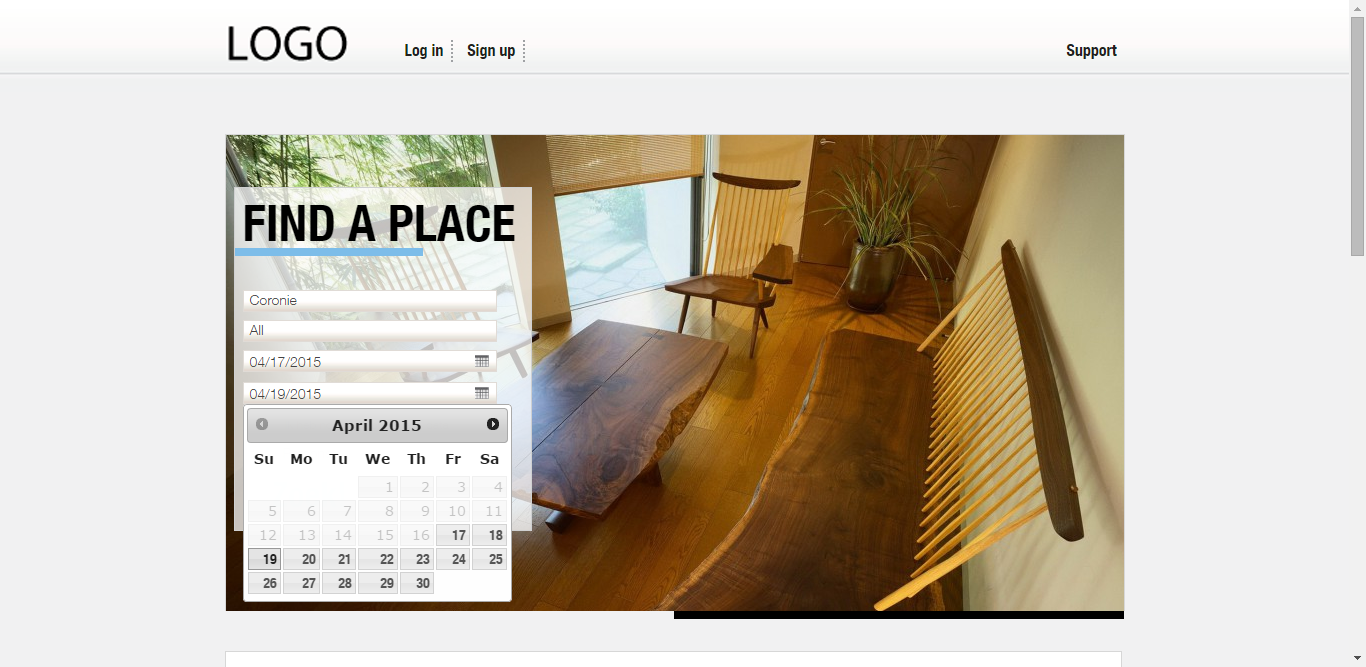 LOGO
Log in
Sign up
Support
FIND A PLACE
Coronie
All
04/17/2015
04/19/2015
April 2015
Su Mo Tu We Th Fr Sa
1 2 3 4
5 6 7 8 9 10 11
12 13 14 15 16 17 18
19 20 21 22 23 24 25
26 27 28 29 30